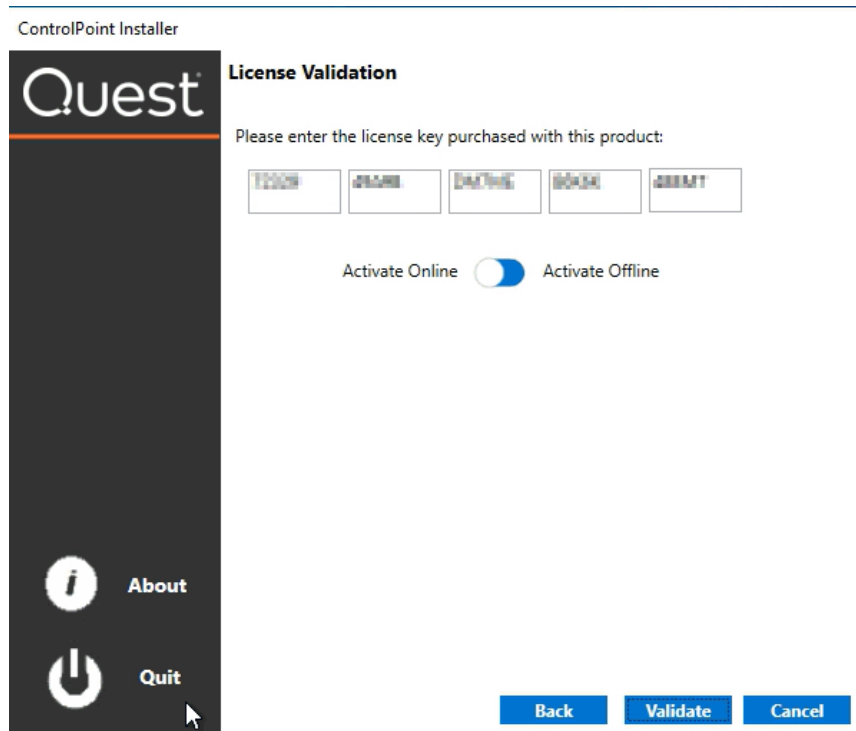 ControlPoint Installer
Quest
License Validation
Please enter the license key purchased with this product:
Activate Online Activate Offline
About
Quit
Back Validate Cancel